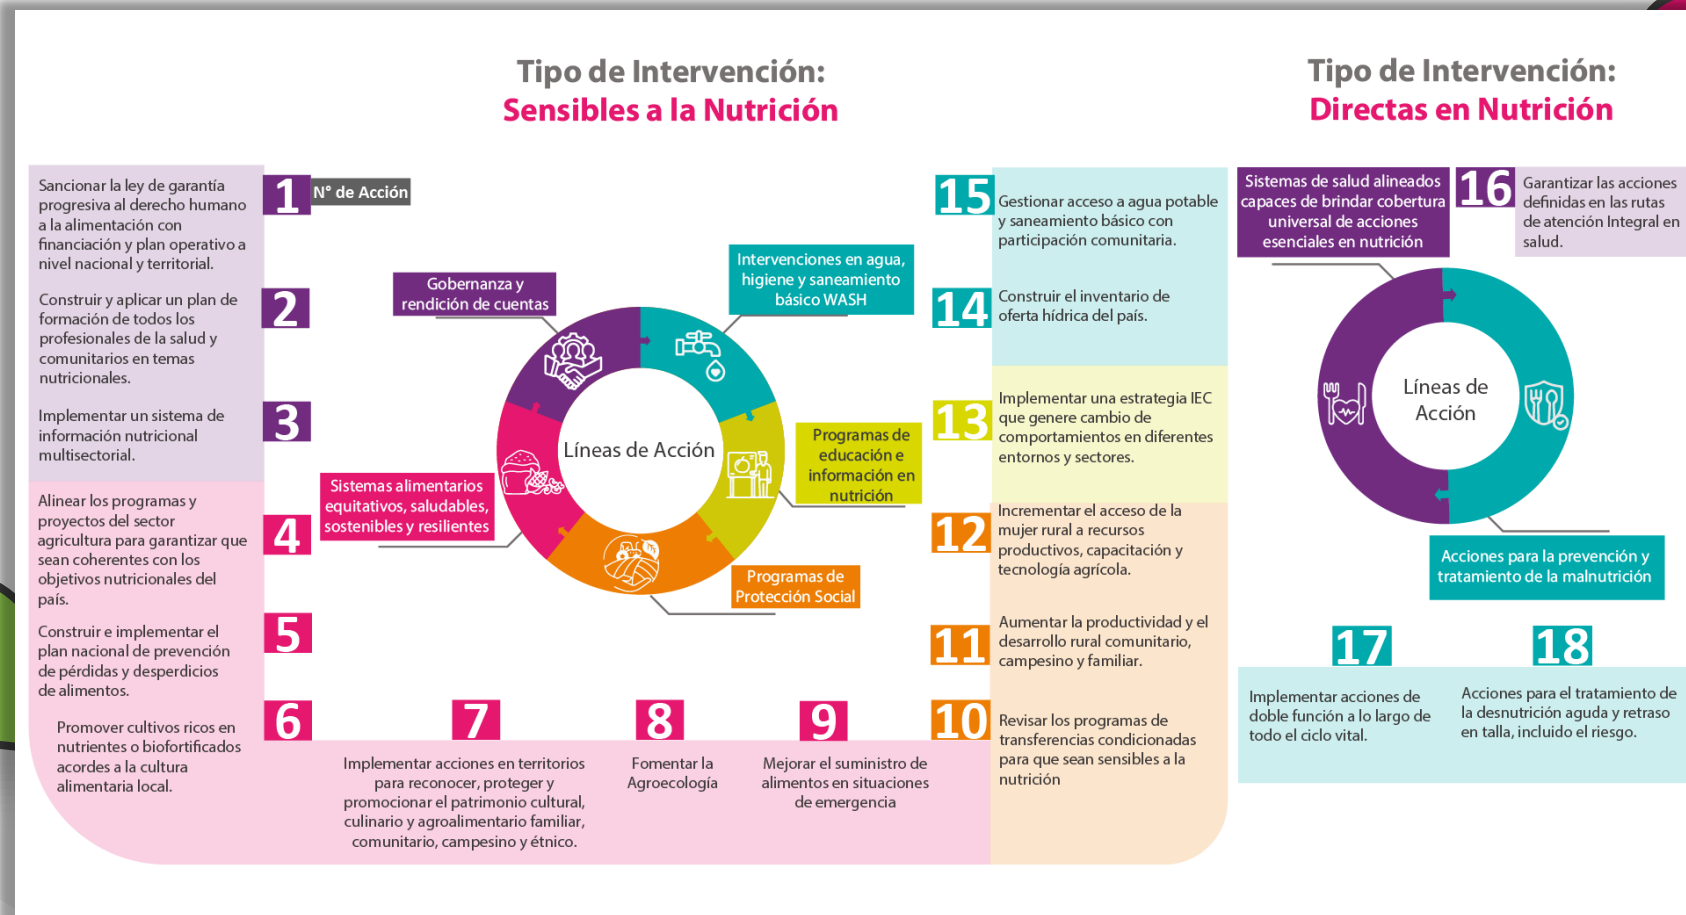 Tipo de Intervención:
Sensibles a la Nutrición
Sancionar la ley de garantía
progresiva al derecho humano
a la alimentación con
financiación y plan operativo a
nivel nacional y territorial.
1
N° de Acción
Construir y aplicar un plan de
formación de todos los
profesionales de la salud y
comunitarios en temas
nutricionales.
2
Implementar un sistema de
información nutricional
multisectorial.
3
Alinear los programas y
proyectos del sector
agricultura para garantizar que
sean coherentes con los
objetivos nutricionales del
país.
4
Construir e implementar el
plan nacional de prevención
de pérdidas y desperdicios
de alimentos.
5
Promover cultivos ricos en
nutrientes o biofortificados
acordes a la cultura
alimentaria local.
6
7
Implementar acciones en territorios
para reconocer, proteger y
promocionar el patrimonio cultural,
culinario y agroalimentario familiar,
comunitario, campesino y étnico.
8
Fomentar la
Agroecología
9
Mejorar el suministro de
alimentos en situaciones
de emergencia
Gobernanza y
rendición de cuentas
Intervenciones en agua,
higiene y saneamiento
básico WASH
Líneas de Acción
Programas de
educación e
información en
nutrición
Sistemas alimentarios
equitativos, saludables,
sostenibles y resilientes
Programas de
Protección Social
15
Gestionar acceso a agua potable
y saneamiento básico con
participación comunitaria.
14
Construir el inventario de
oferta hídrica del país.
13
Implementar una estrategia IEC
que genere cambio de
comportamientos en diferentes
entornos y sectores.
12
Incrementar el acceso de la
mujer rural a recursos
productivos, capacitación y
tecnología agrícola.
11
Aumentar la productividad y el
desarrollo rural comunitario,
campesino y familiar.
10
Revisar los programas de
transferencias condicionadas
para que sean sensibles a la
nutrición
Tipo de Intervención:
Directas en Nutrición
Sistemas de salud alineados
capaces de brindar cobertura
universal de acciones
esenciales en nutrición
16
Garantizar las acciones
definidas en las rutas
de atención Integral en
salud.
Líneas de
Acción
Acciones para la prevención y
tratamiento de la malnutrición
17
Implementar acciones de
doble función a lo largo de
todo el ciclo vital.
18
Acciones para el tratamiento de
la desnutrición aguda y retraso
en talla, incluido el riesgo.